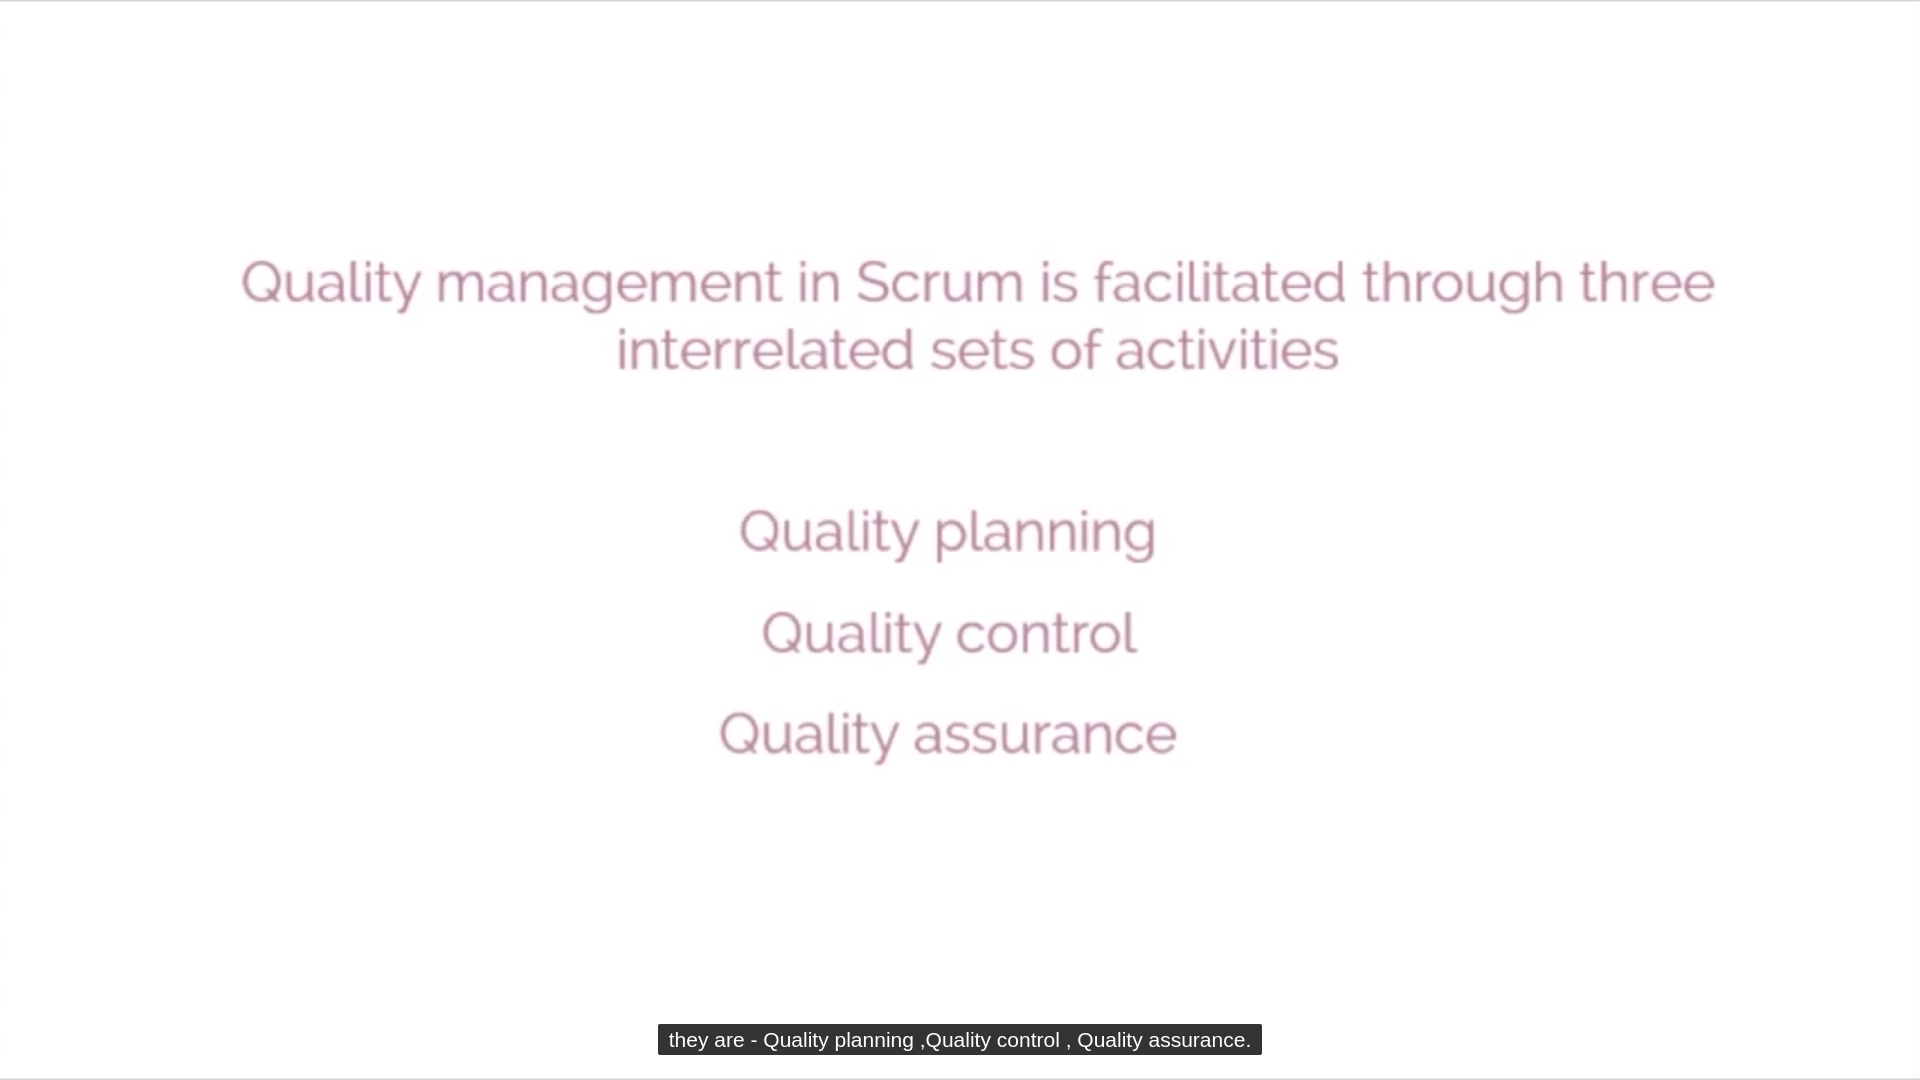 Quality management in Scrum is facilitated through three
interrelated sets of activities
Quality planning
Quality control
Quality assurance
they are - Quality planning ,Quality control , Quality assurance.